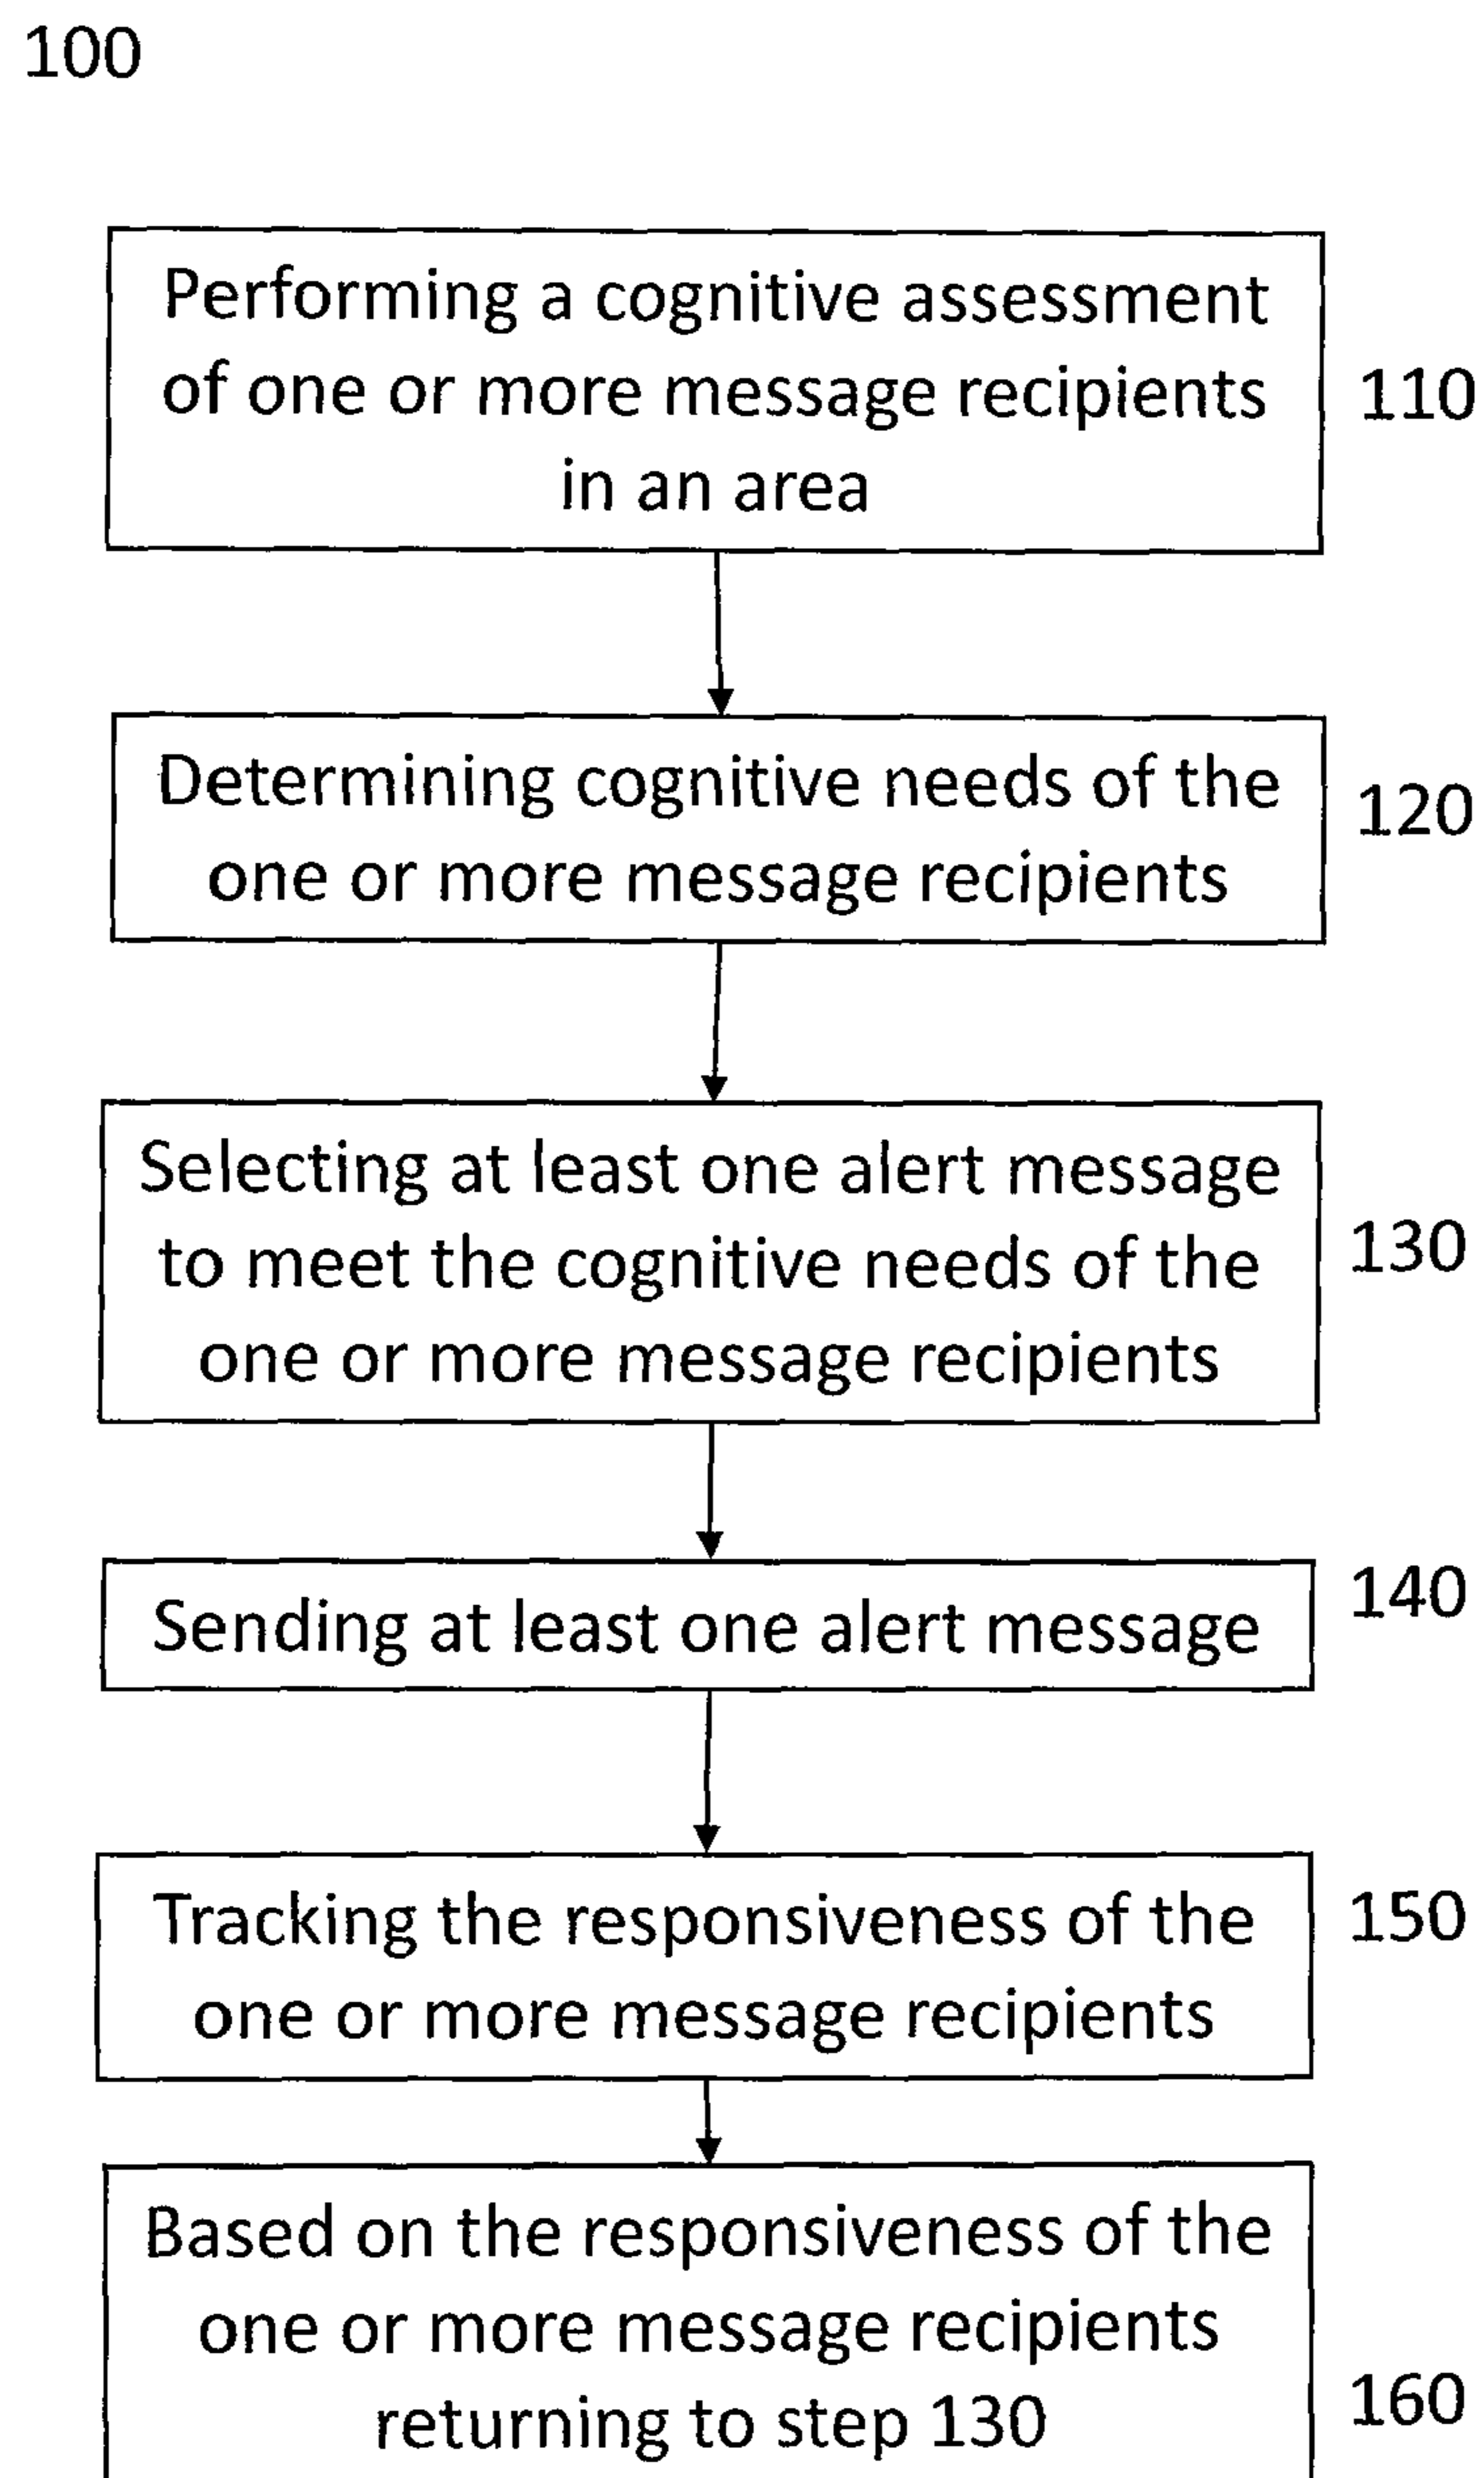 100
Performing a cognitive assessment
of one or more message recipients
in an area
110
Determining cognitive needs of the
one or more message recipients
120
Selecting at least one alert message
to meet the cognitive needs of the
one or more message recipients
130
Sending at least one alert message
140
Tracking the responsiveness of the
one or more message recipients
150
Based on the responsiveness of the
one or more message recipients
returning to step 130
160